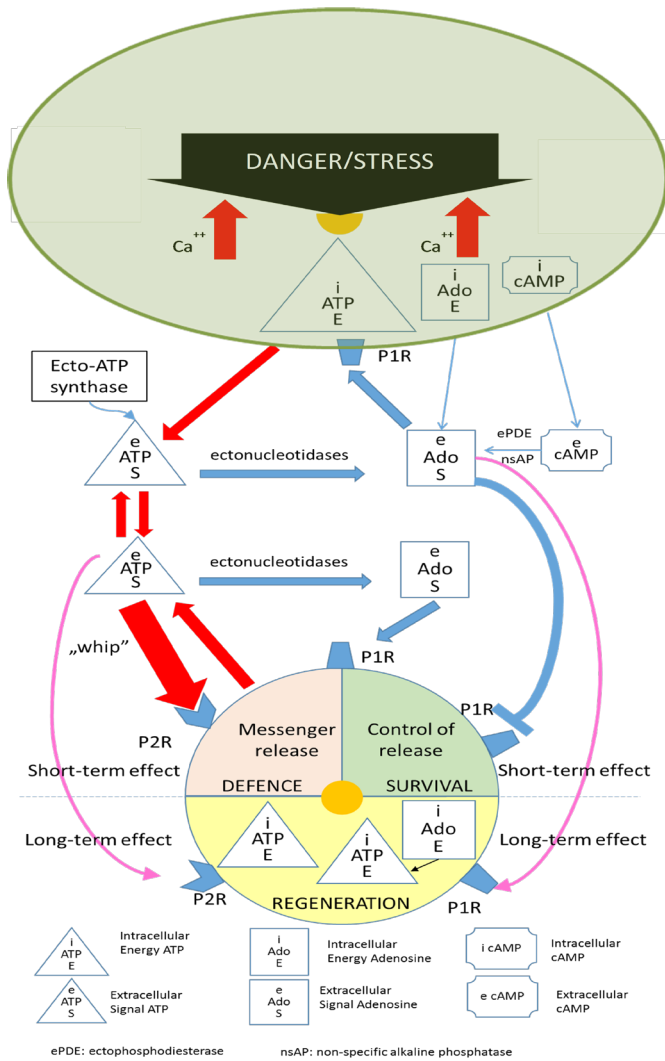 DANGER/STRESS
Ca++
Ca++
i
ATP
E
i
Ado
E
i
cAMP
P1R
Ecto-ATP
synthase
e
ATP
S
ectonucleotidases
e
Ado
S
ePDE
nsAP
e
cAMP
e
ATP
S
ectonucleotidases
e
Ado
S
„whip”
P1R
P1R
P2R
Messenger
release
Control of
release
Short-term effect
DEFENCE
SURVIVAL
Short-term effect
Long-term effect
i
ATP
E
i
ATP
E
i
Ado
E
Long-term effect
P2R
REGENERATION
P1R
i
ATP
E
Intracellular
Energy ATP
i
Ado
E
Intracellular
Energy Adenosine
i cAMP
Intracellular
cAMP
e
ATP
S
Extracellular
Signal ATP
e
Ado
S
Extracellular
Signal Adenosine
e cAMP
Extracellular
cAMP
ePDE: ectophosphodiesterase
nsAP: non-specific alkaline phosphatase